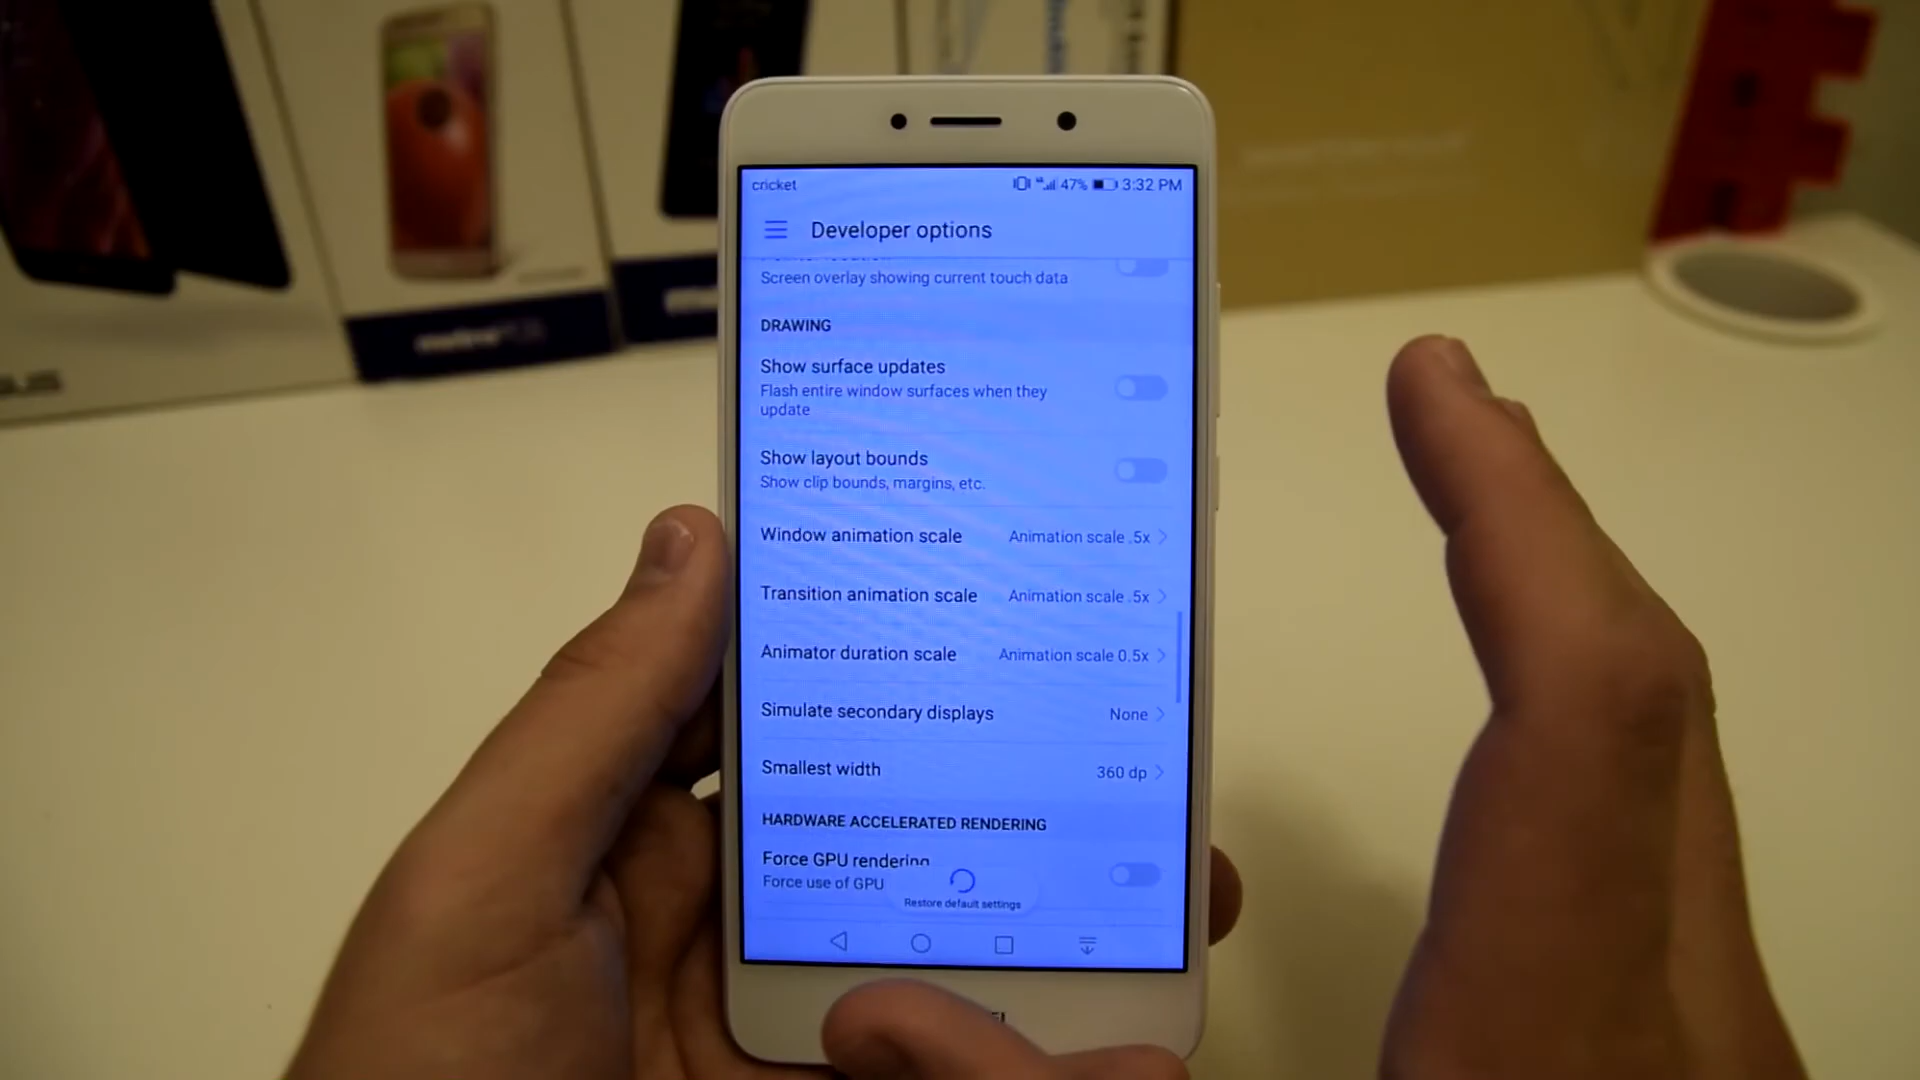 cricket
47%
3:32 PM
Developer options
Screen overlay showing current touch data
DRAWING
Show surface updates
Flash entire window surfaces when they
update
Show layout bounds
Show clip bounds, margins, etc.
Window animation scale
Animation scale .5x
Transition animation scale
Animation scale .5x
Animator duration scale
Animation scale 0.5x
Simulate secondary displays
None
Smallest width
360 dp
HARDWARE ACCELERATED RENDERING
Force GPU rendering
Force use of GPU
Restore default settings